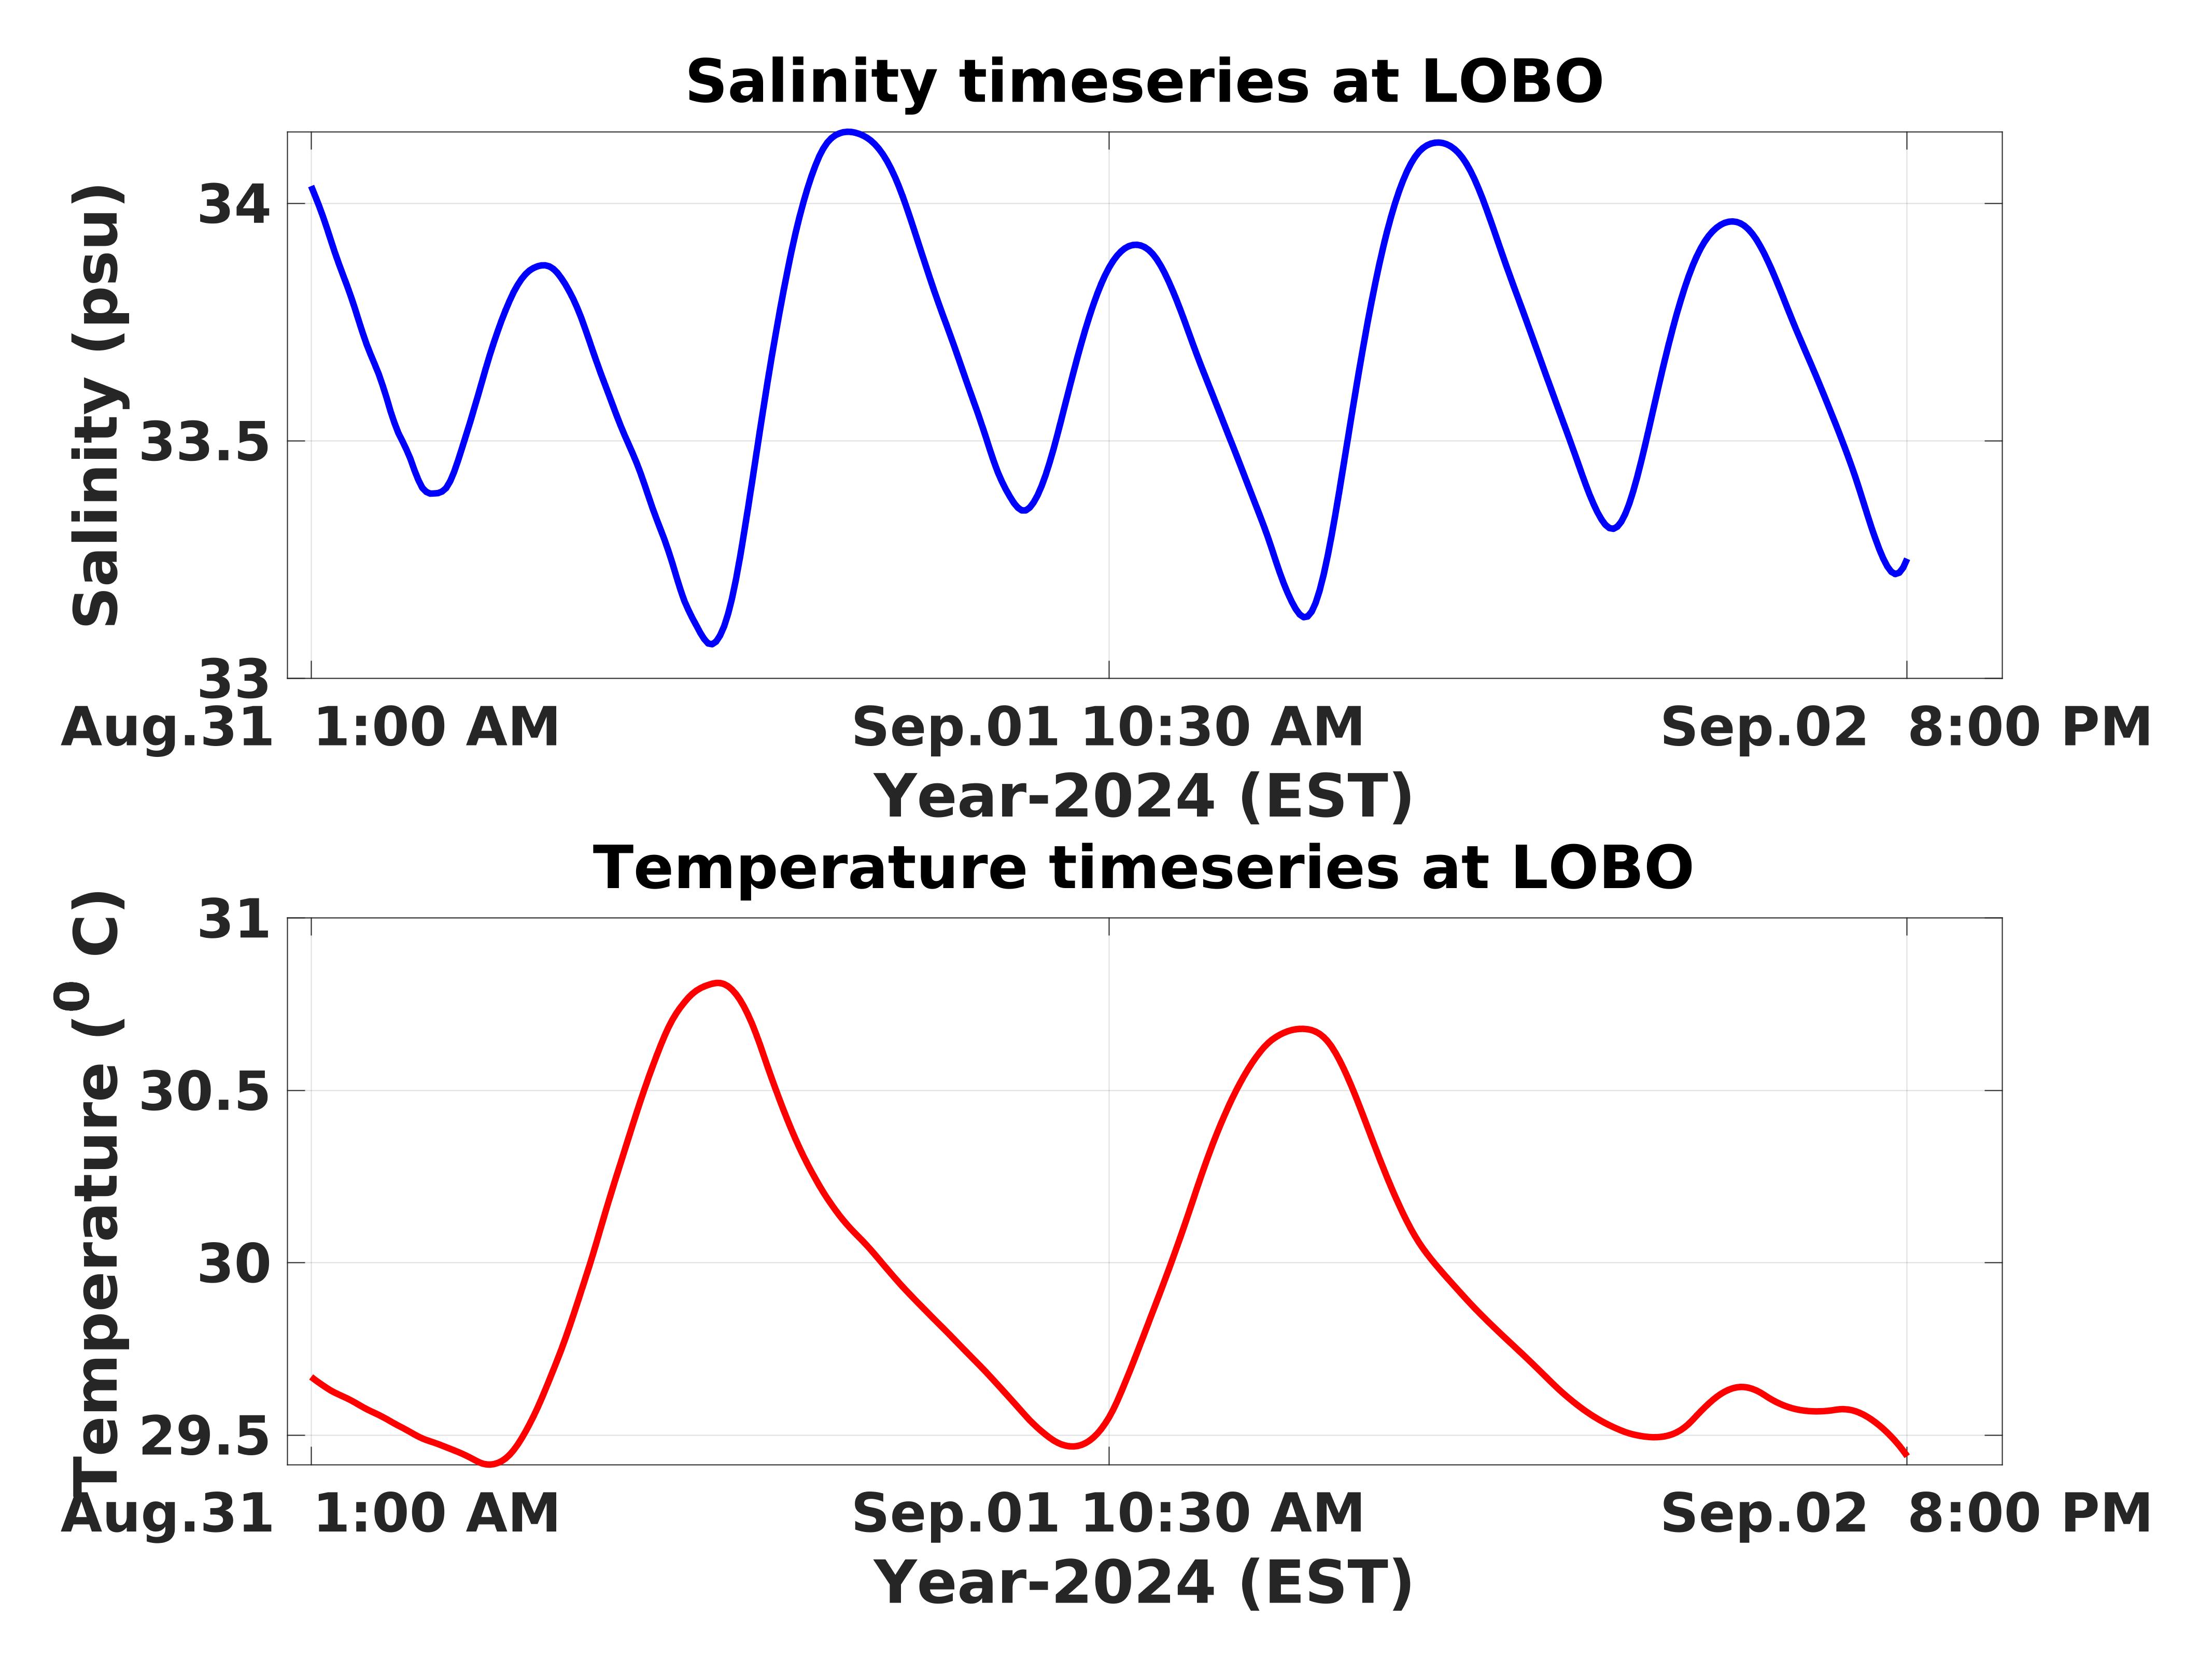 Salinity timeseries at LOBO
Salinity (psu)
34
33.5
33
Aug.31  1:00 AM
Sep.01 10:30 AM
Sep.02  8:00 PM
Year-2024 (EST)
Temperature timeseries at LOBO
Temperature (⁰ C)
31
30.5
30
29.5
Aug.31  1:00 AM
Sep.01 10:30 AM
Sep.02  8:00 PM
Year-2024 (EST)